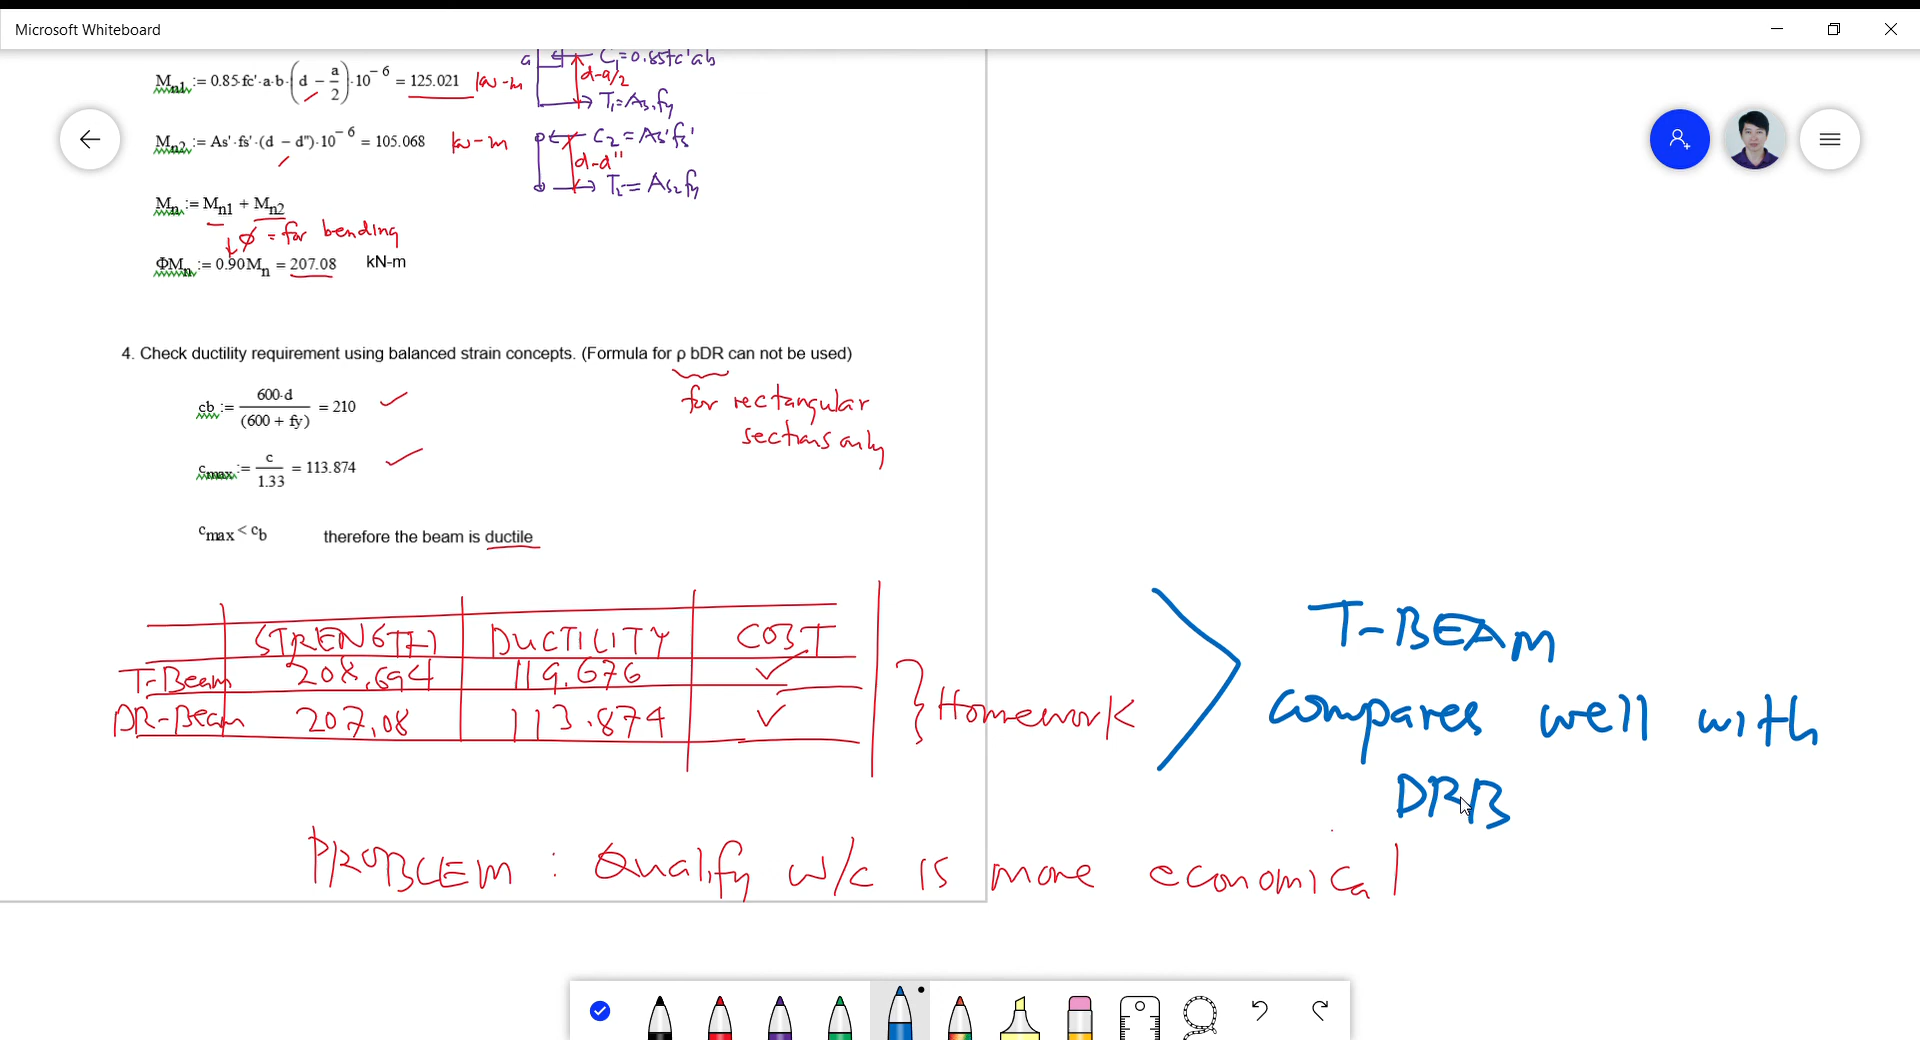 Microsoft Whiteboard
a C₁=0.85fc'ab
Mn1 := 0.85·fc'·a·b·(d − a/2)·10^−6 = 125.021 kN-m
d-a/2
T₁=As₁fy
Mn2 := As'·fs'·(d − d'')·10^−6 = 105.068 kN-m
C₂ = As'fs'
d-d''
T₂= As₂fy
Mn := Mn1 + Mn2
↓ϕ = for bending
ΦMn := 0.90Mn = 207.08 kN-m
4. Check ductility requirement using balanced strain concepts. (Formula for ρ bDR can not be used)
for rectangular
sections only
cb := 600·d/(600 + fy) = 210 ✓
cmax := c/1.33 = 113.874 ✓
cmax < cb therefore the beam is ductile
STRENGTH DUCTILITY COST
T-Beam 208.694 119.676 ✓
DR-Beam 207.08 113.874 ✓
} Homework
T-BEAM
compares well with
DRB
PROBLEM : Qualify w/c is more economical